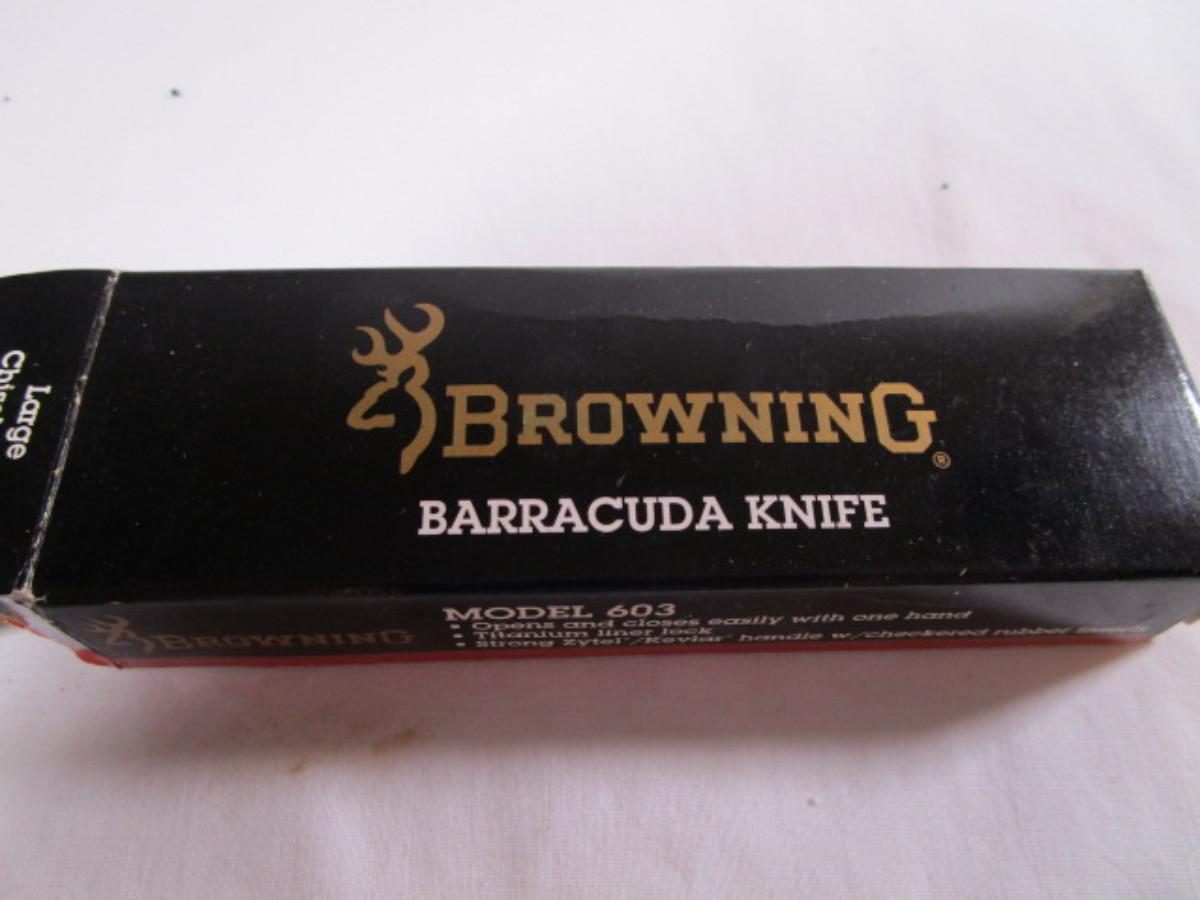 BROWNING®
BARRACUDA KNIFE
Large
BROWNING
MODEL 603
• Opens and closes easily with one hand
• Titanium liner lock
• Strong Zytel®/Kevlar® handle w/checkered rubber